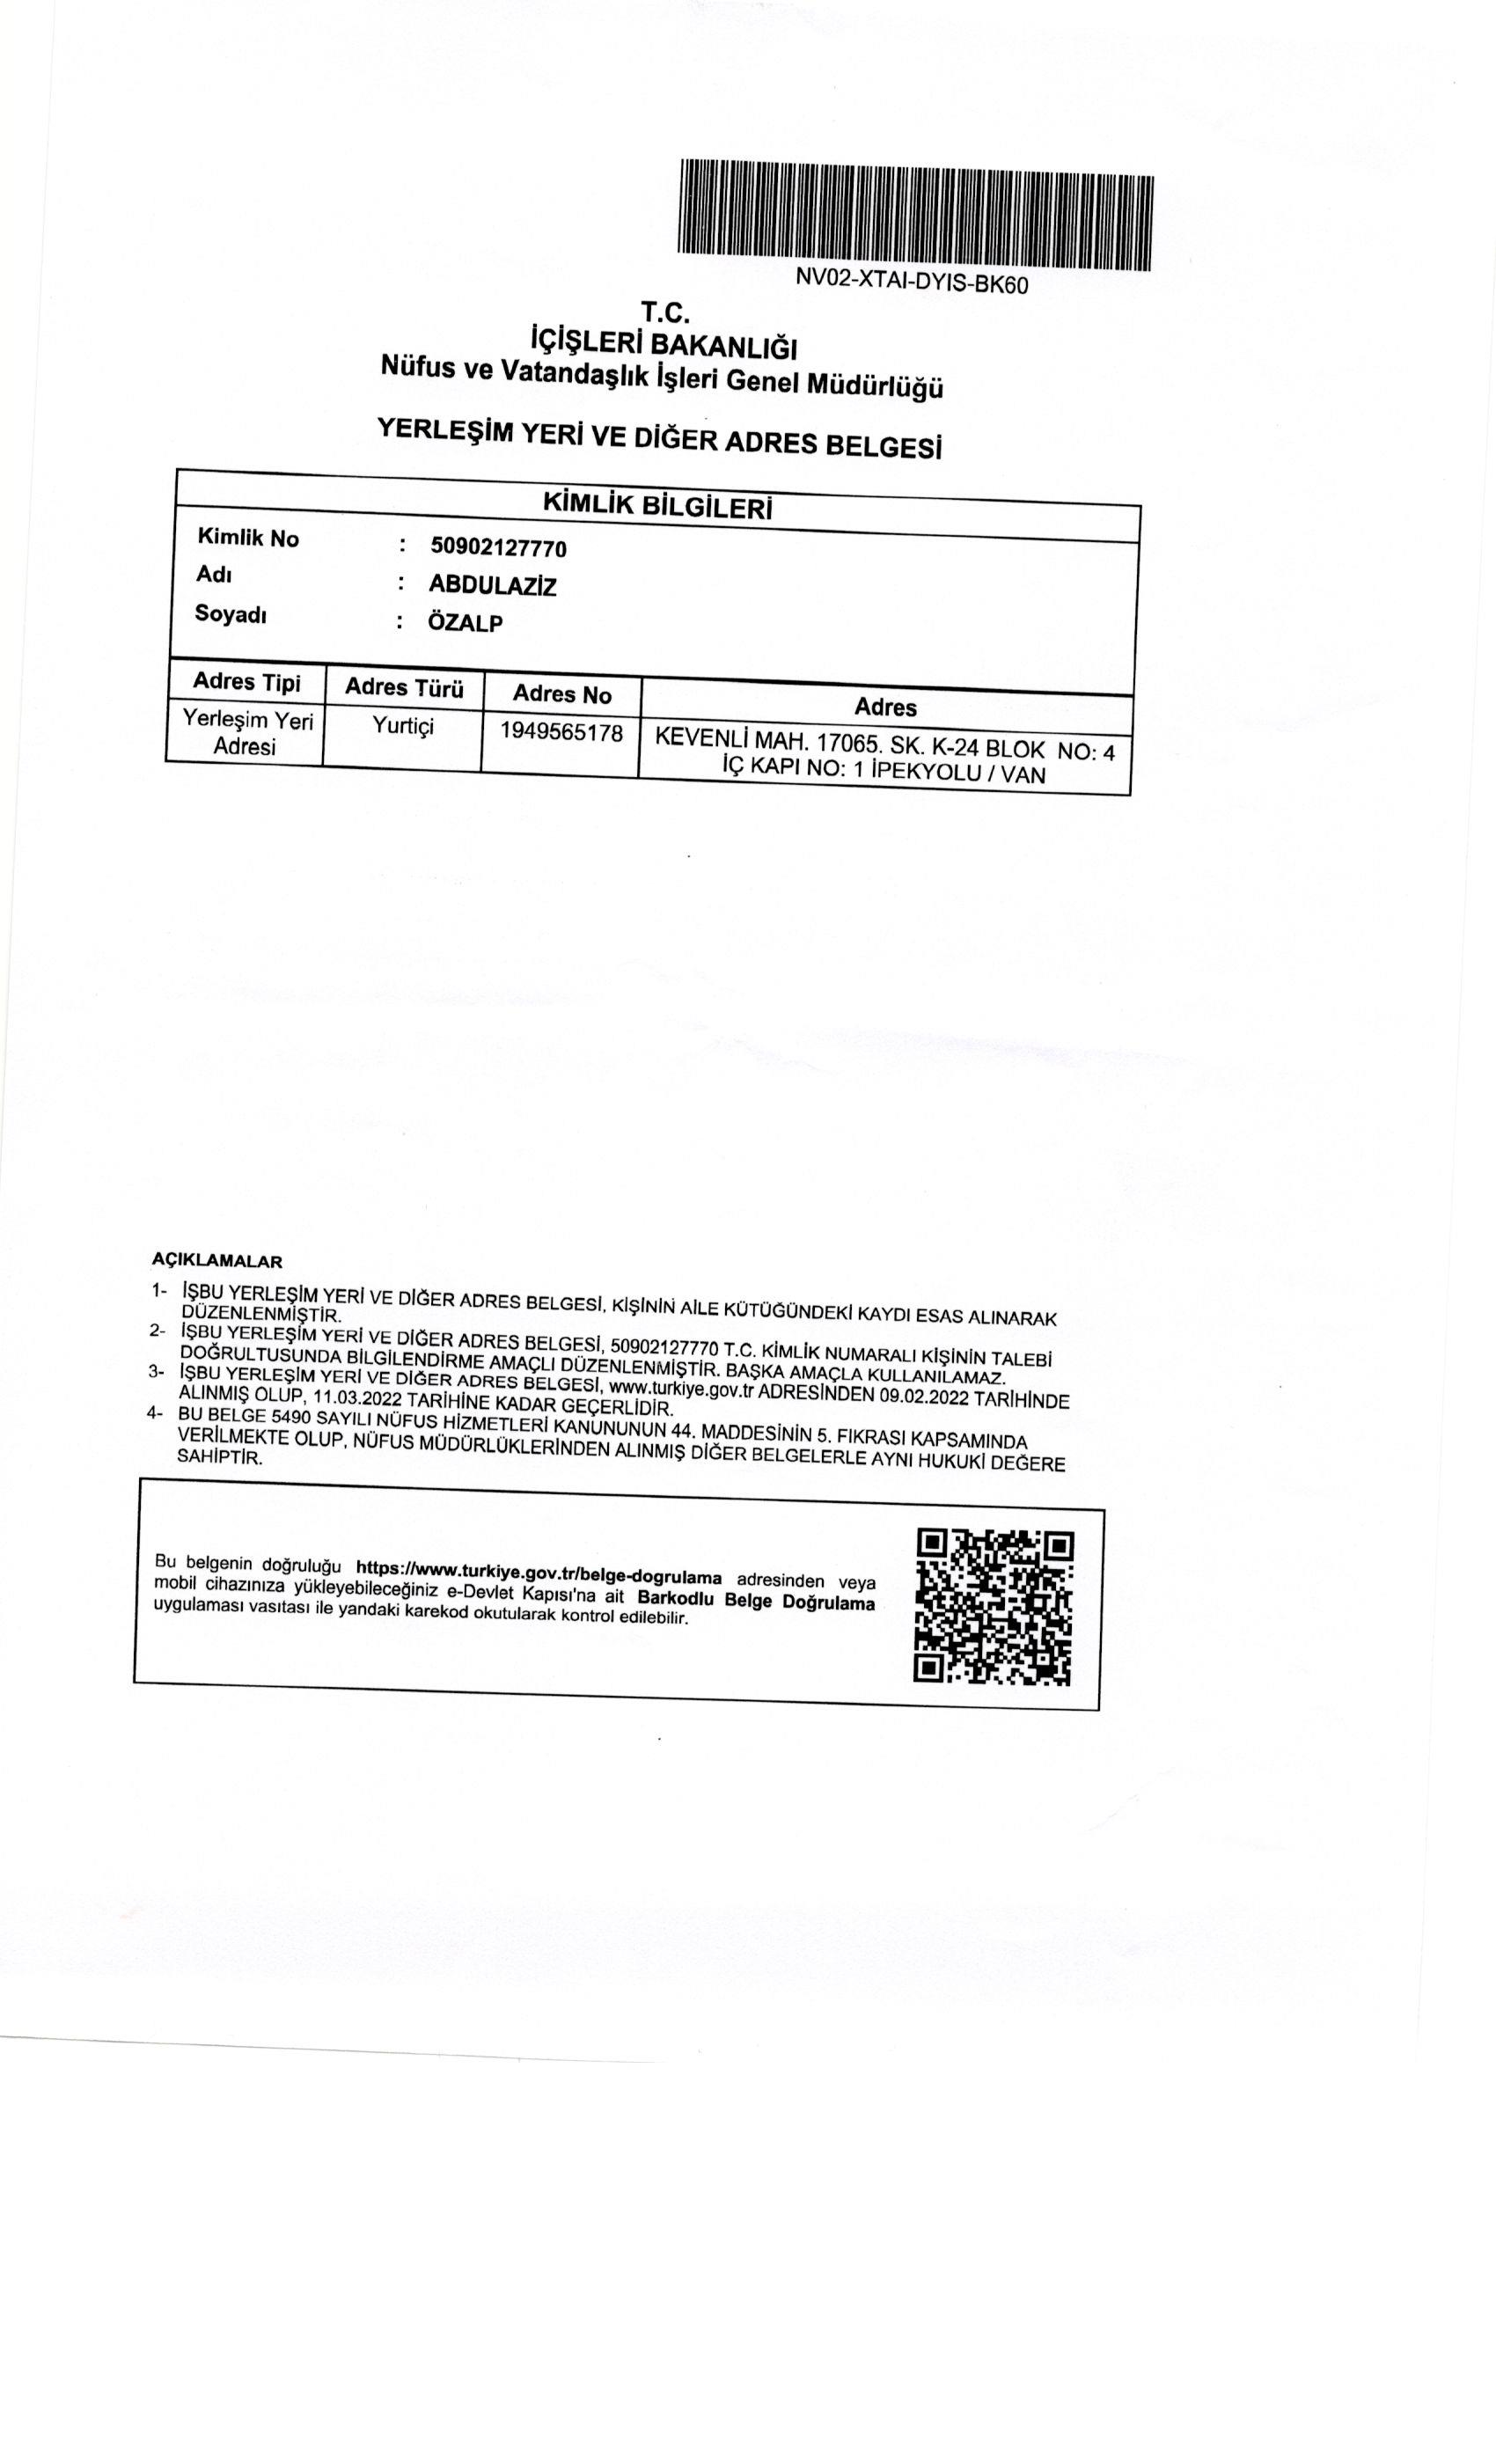 NV02-XTAI-DYIS-BK60
T.C.
İÇİŞLERİ BAKANLIĞI
Nüfus ve Vatandaşlık İşleri Genel Müdürlüğü
YERLEŞİM YERİ VE DİĞER ADRES BELGESİ
KİMLİK BİLGİLERİ
Kimlik No : 50902127770
Adı : ABDULAZİZ
Soyadı : ÖZALP
Adres Tipi Adres Türü Adres No Adres
Yerleşim Yeri Yurtiçi 1949565178 KEVENLİ MAH. 17065. SK. K-24 BLOK NO: 4
Adresi İÇ KAPI NO: 1 İPEKYOLU / VAN
AÇIKLAMALAR
1- İŞBU YERLEŞİM YERİ VE DİĞER ADRES BELGESİ, KİŞİNİN AİLE KÜTÜĞÜNDEKİ KAYDI ESAS ALINARAK
DÜZENLENMİŞTİR.
2- İŞBU YERLEŞİM YERİ VE DİĞER ADRES BELGESİ, 50902127770 T.C. KİMLİK NUMARALI KİŞİNİN TALEBİ
DOĞRULTUSUNDA BİLGİLENDİRME AMAÇLI DÜZENLENMİŞTİR. BAŞKA AMAÇLA KULLANILAMAZ.
3- İŞBU YERLEŞİM YERİ VE DİĞER ADRES BELGESİ, www.turkiye.gov.tr ADRESİNDEN 09.02.2022 TARİHİNDE
ALINMIŞ OLUP, 11.03.2022 TARİHİNE KADAR GEÇERLİDİR.
4- BU BELGE 5490 SAYILI NÜFUS HİZMETLERİ KANUNUNUN 44. MADDESİNİN 5. FIKRASI KAPSAMINDA
VERİLMEKTE OLUP, NÜFUS MÜDÜRLÜKLERİNDEN ALINMIŞ DİĞER BELGELERLE AYNI HUKUKİ DEĞERE
SAHİPTİR.
Bu belgenin doğruluğu https://www.turkiye.gov.tr/belge-dogrulama adresinden veya
mobil cihazınıza yükleyebileceğiniz e-Devlet Kapısı'na ait Barkodlu Belge Doğrulama
uygulaması vasıtası ile yandaki karekod okutularak kontrol edilebilir.